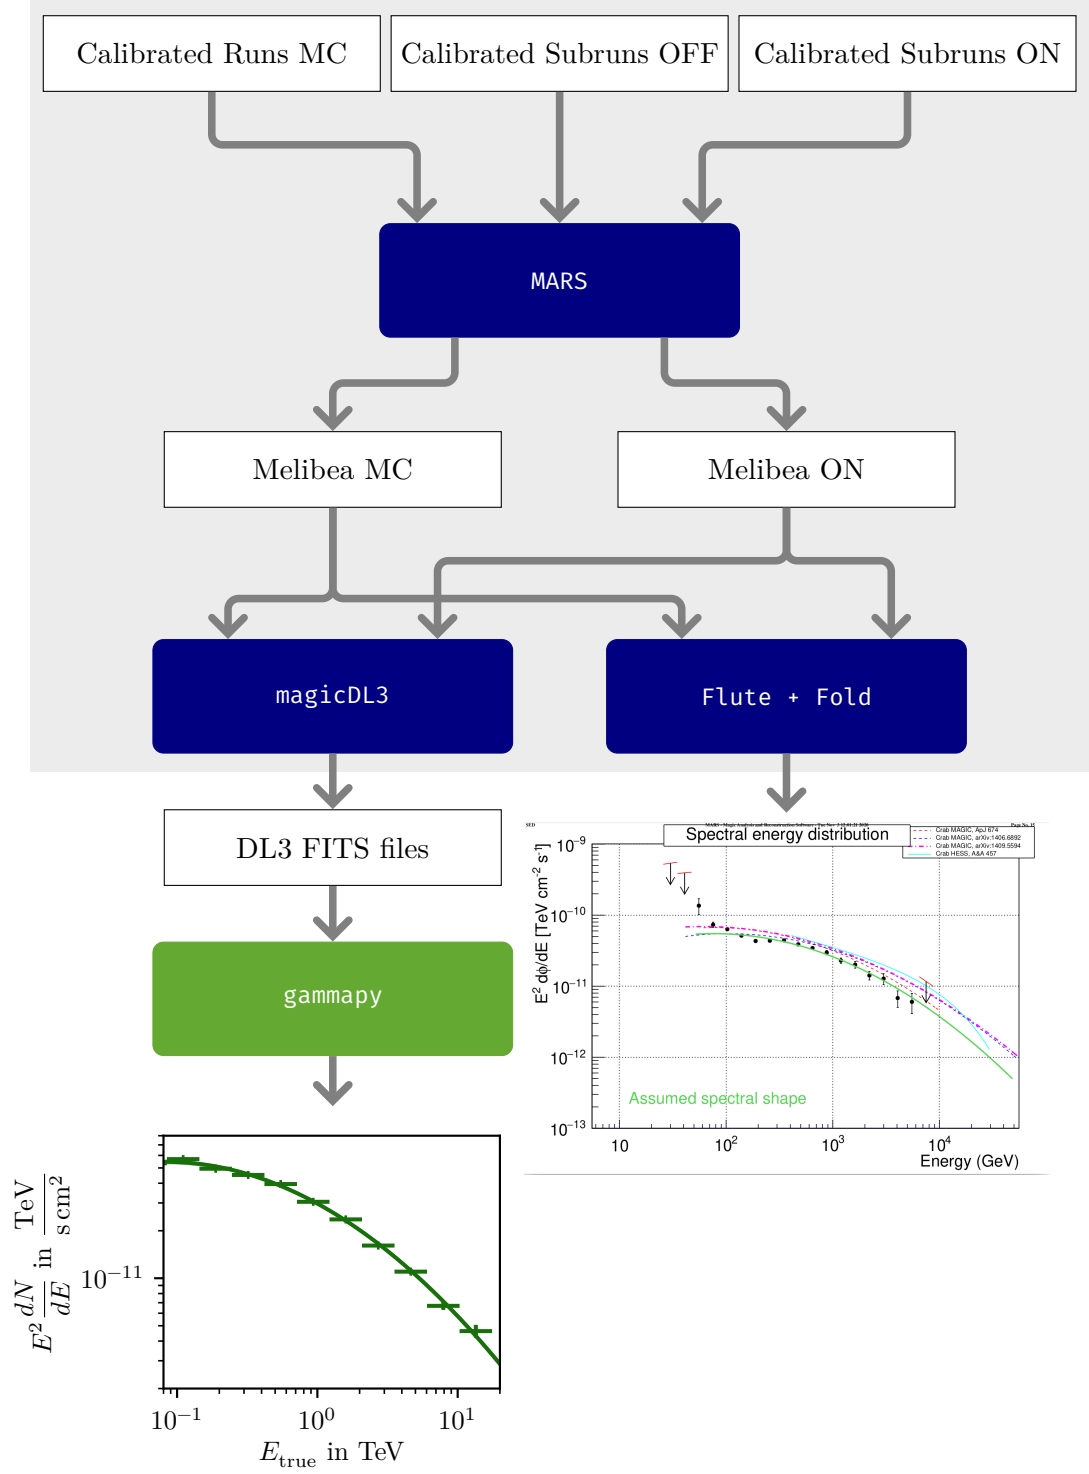 Calibrated Runs MC
Calibrated Subruns OFF
Calibrated Subruns ON
MARS
Melibea MC
Melibea ON
magicDL3
Flute + Fold
DL3 FITS files
gammapy
SED
Page No. 15
Spectral energy distribution
Crab MAGIC, ApJ 674
Crab MAGIC, arXiv:1406.6892
Crab MAGIC, arXiv:1409.5594
Crab HESS, A&A 457
E² dφ/dE [TeV cm⁻² s⁻¹]
10⁻⁹
10⁻¹⁰
10⁻¹¹
10⁻¹²
10⁻¹³
Assumed spectral shape
10
10²
10³
10⁴
Energy (GeV)
E² dN/dE in TeV/s cm²
10⁻¹¹
10⁻¹
10⁰
10¹
E_true in TeV